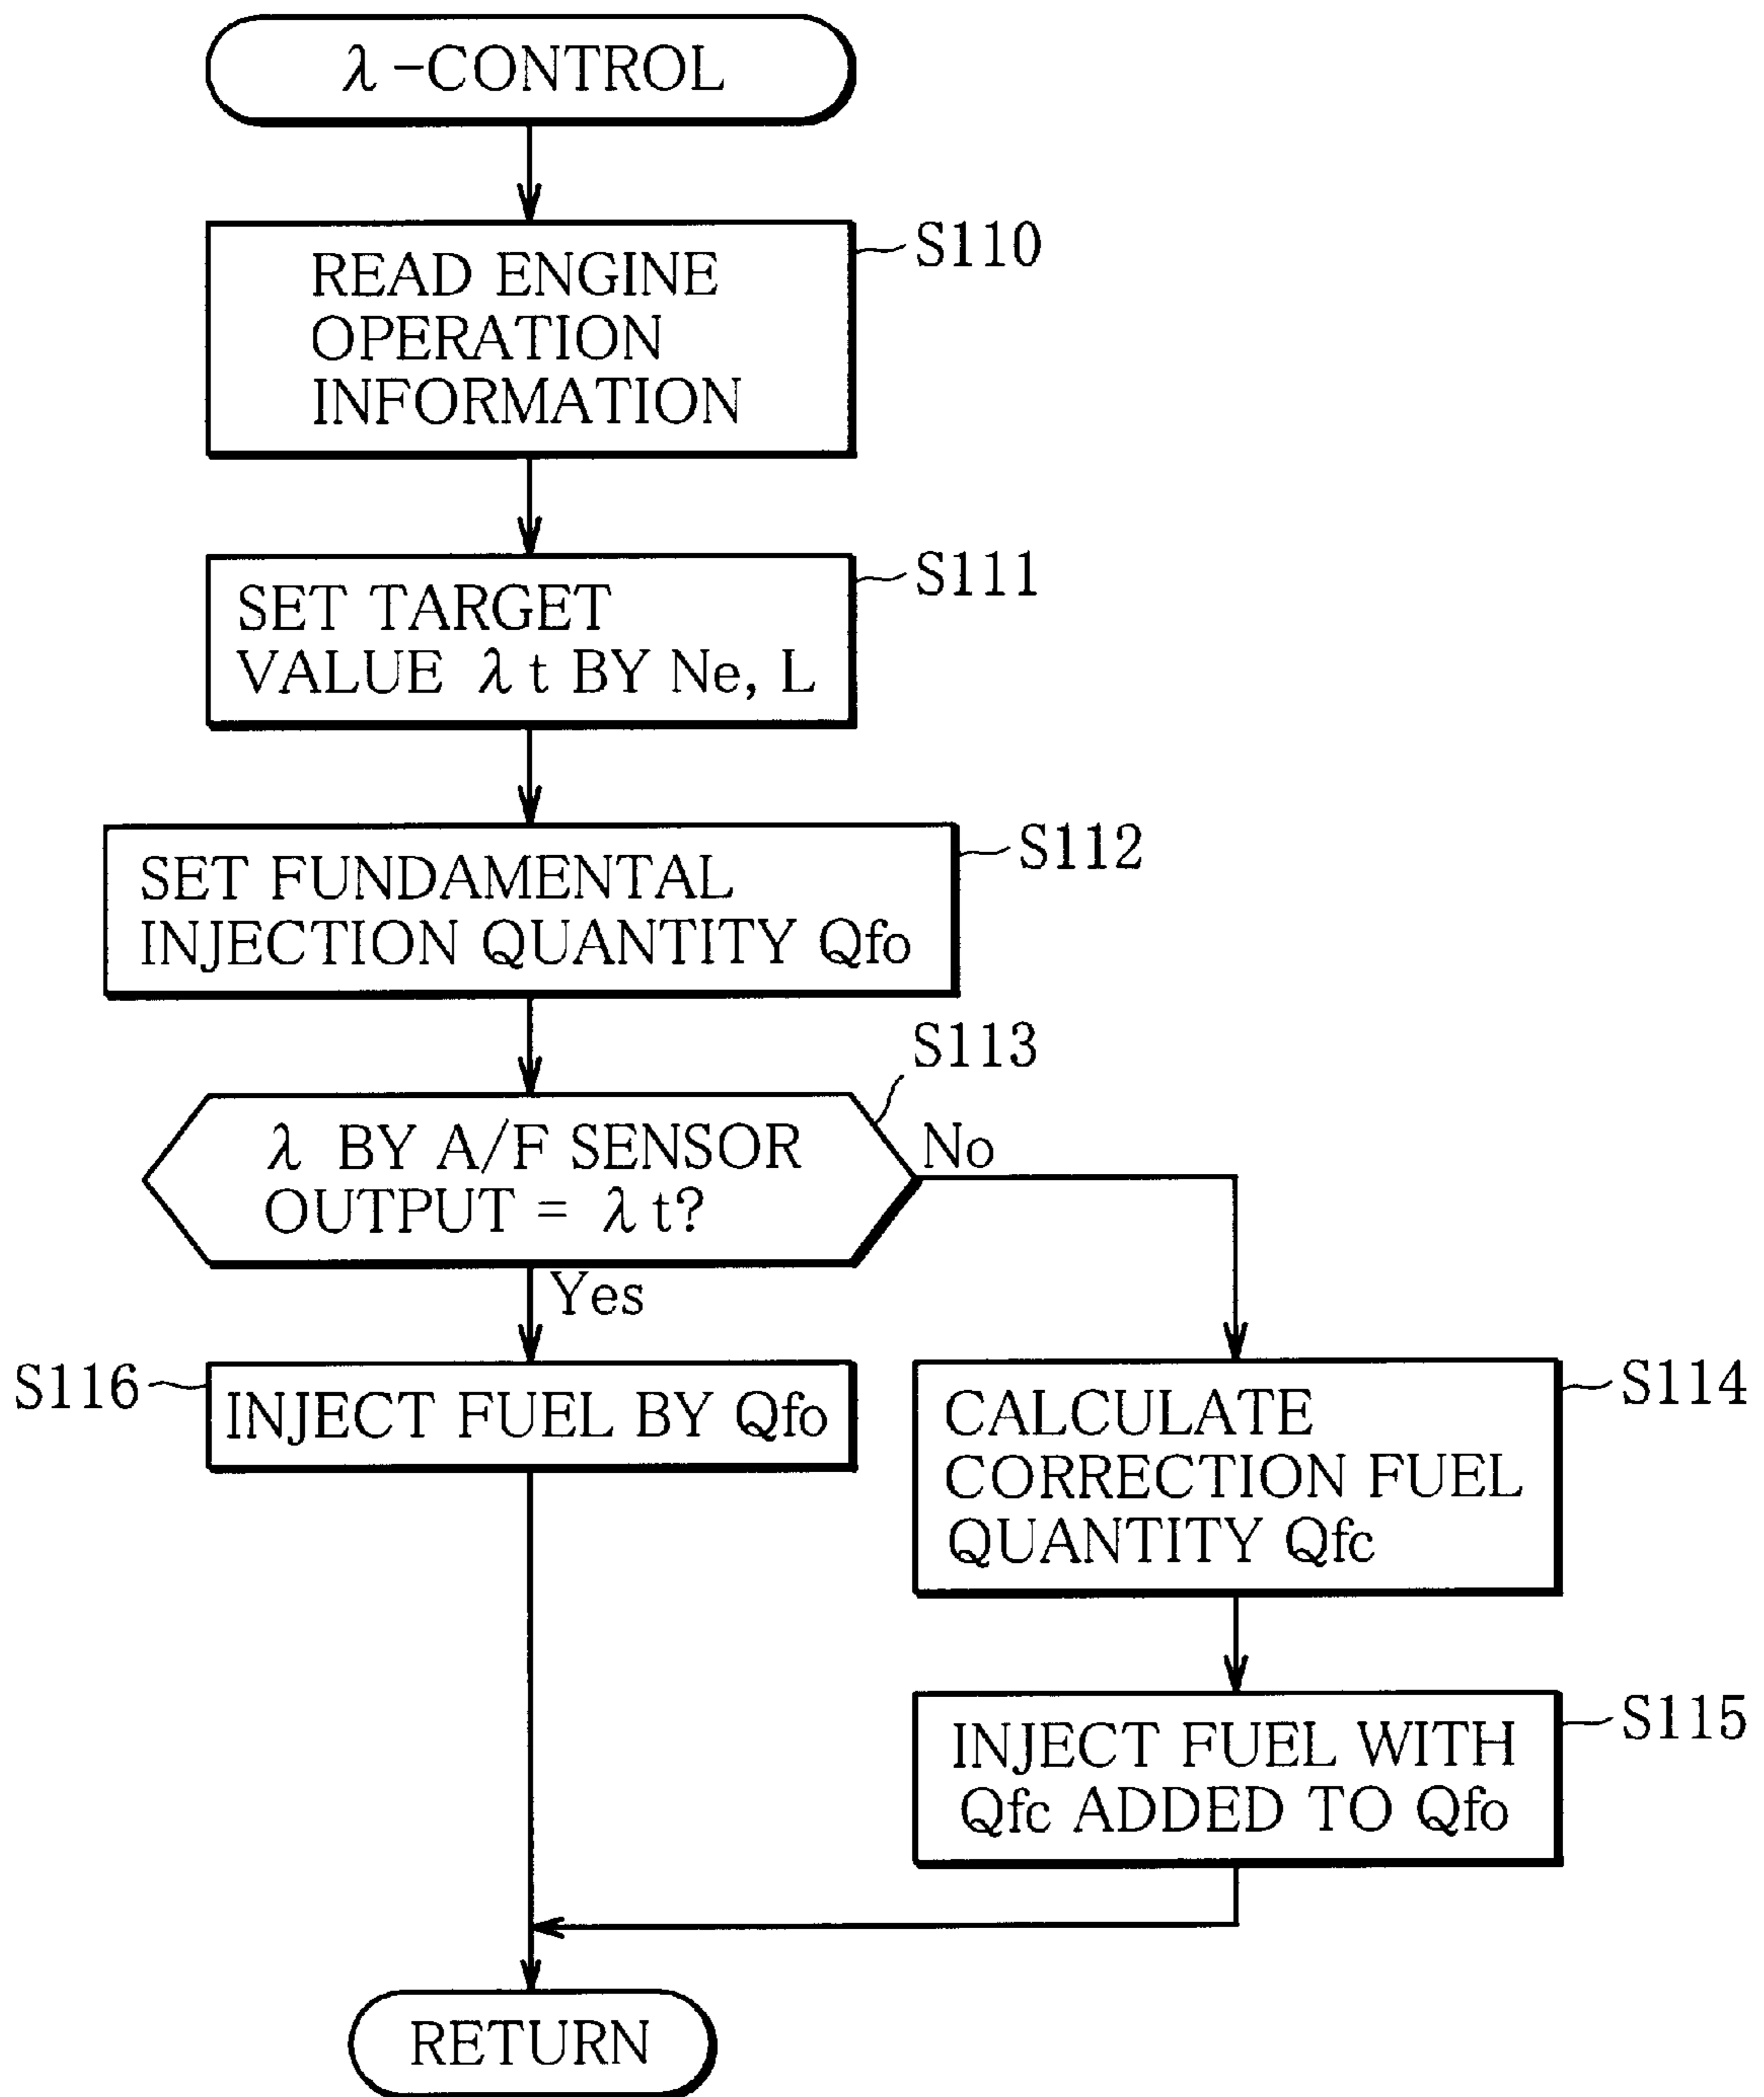 λ-CONTROL
READ ENGINE
OPERATION
INFORMATION
S110
SET TARGET
VALUE λt BY Ne, L
S111
SET FUNDAMENTAL
INJECTION QUANTITY Qfo
S112
S113
λ BY A/F SENSOR
OUTPUT = λt?
No
Yes
S116
INJECT FUEL BY Qfo
CALCULATE
CORRECTION FUEL
QUANTITY Qfc
S114
INJECT FUEL WITH
Qfc ADDED TO Qfo
S115
RETURN